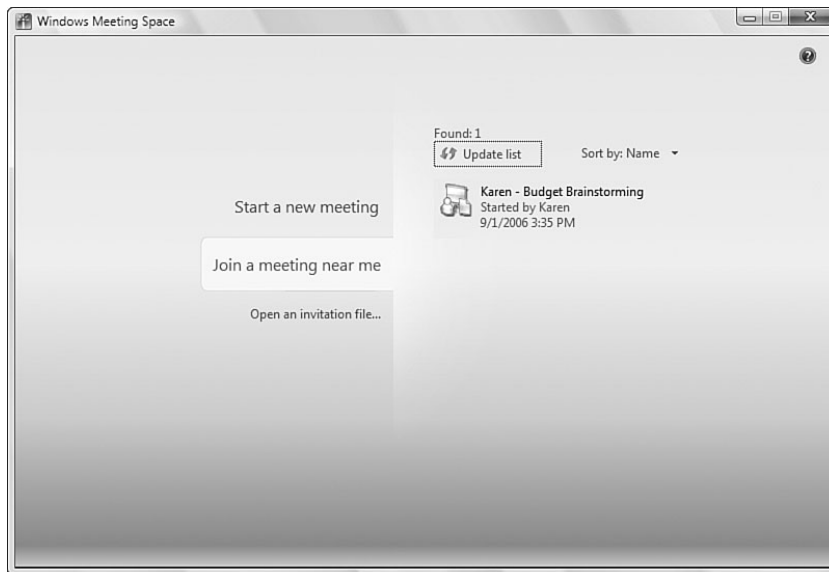 Windows Meeting Space
Start a new meeting
Join a meeting near me
Open an invitation file...
Found: 1
Update list
Sort by: Name
Karen - Budget Brainstorming
Started by Karen
9/1/2006 3:35 PM